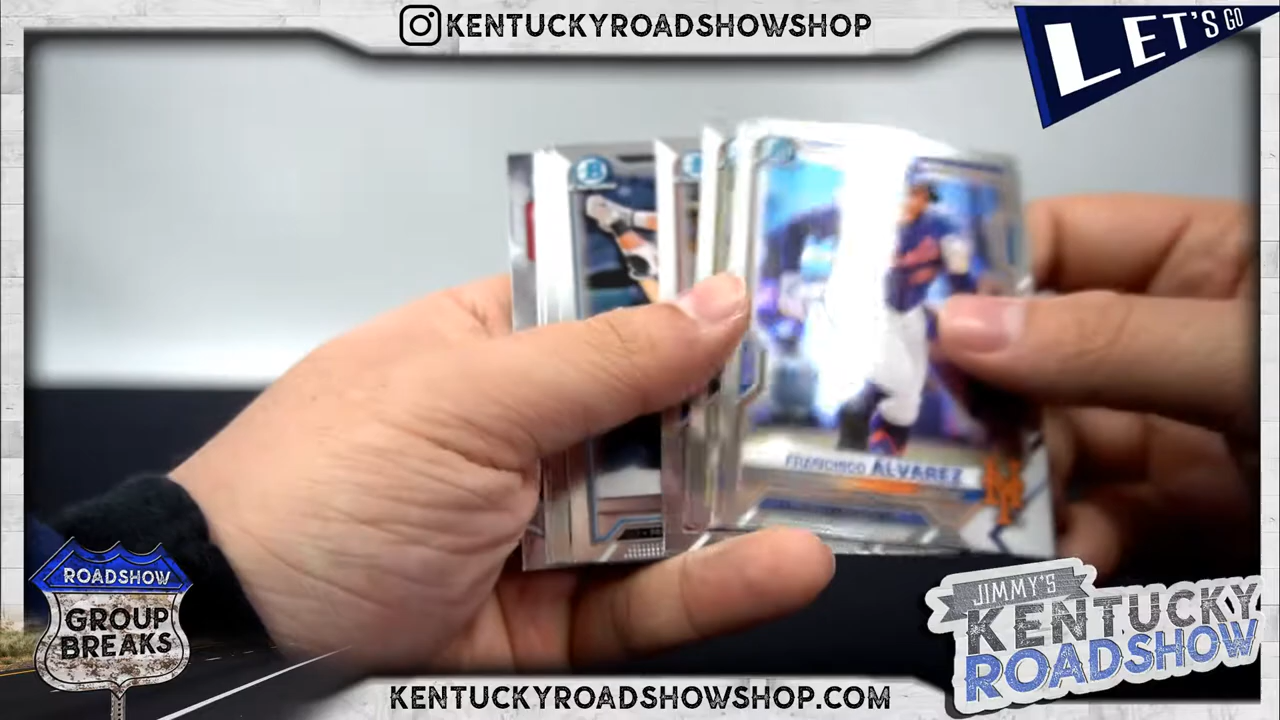 KENTUCKYROADSHOWSHOP
LET'S GO
FRANCISCO ALVAREZ
ROADSHOW
GROUP
BREAKS
JIMMY'S
KENTUCKY
ROADSHOW
KENTUCKYROADSHOWSHOP.COM